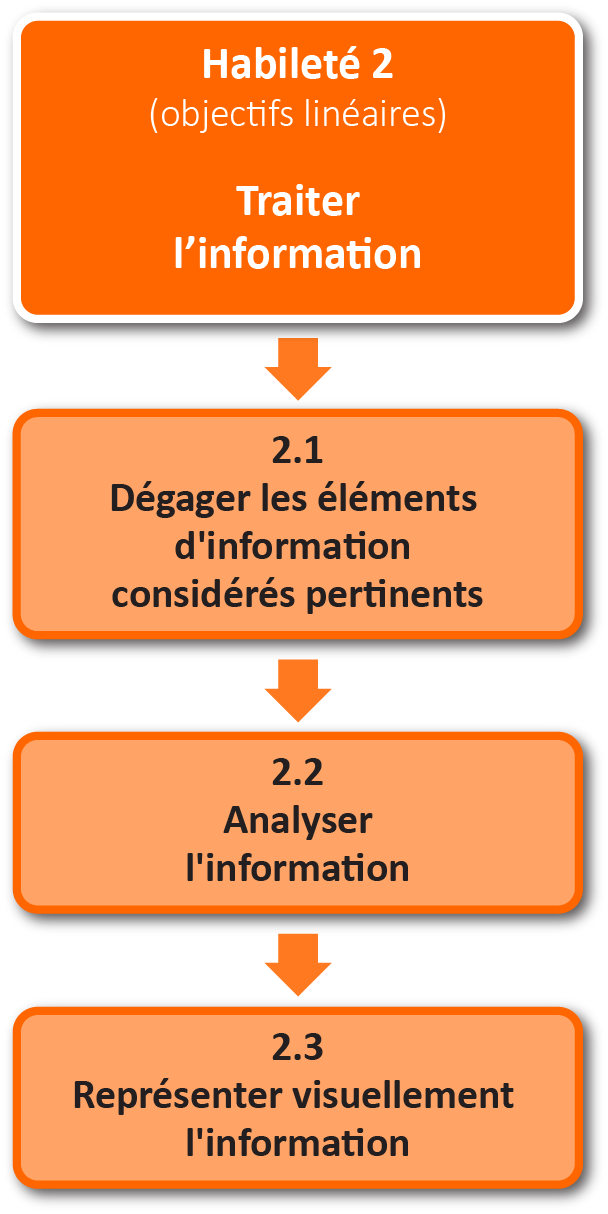 Habileté 2
(objectifs linéaires)
Traiter
l’information
2.1
Dégager les éléments
d'information
considérés pertinents
2.2
Analyser
l'information
2.3
Représenter visuellement
l'information